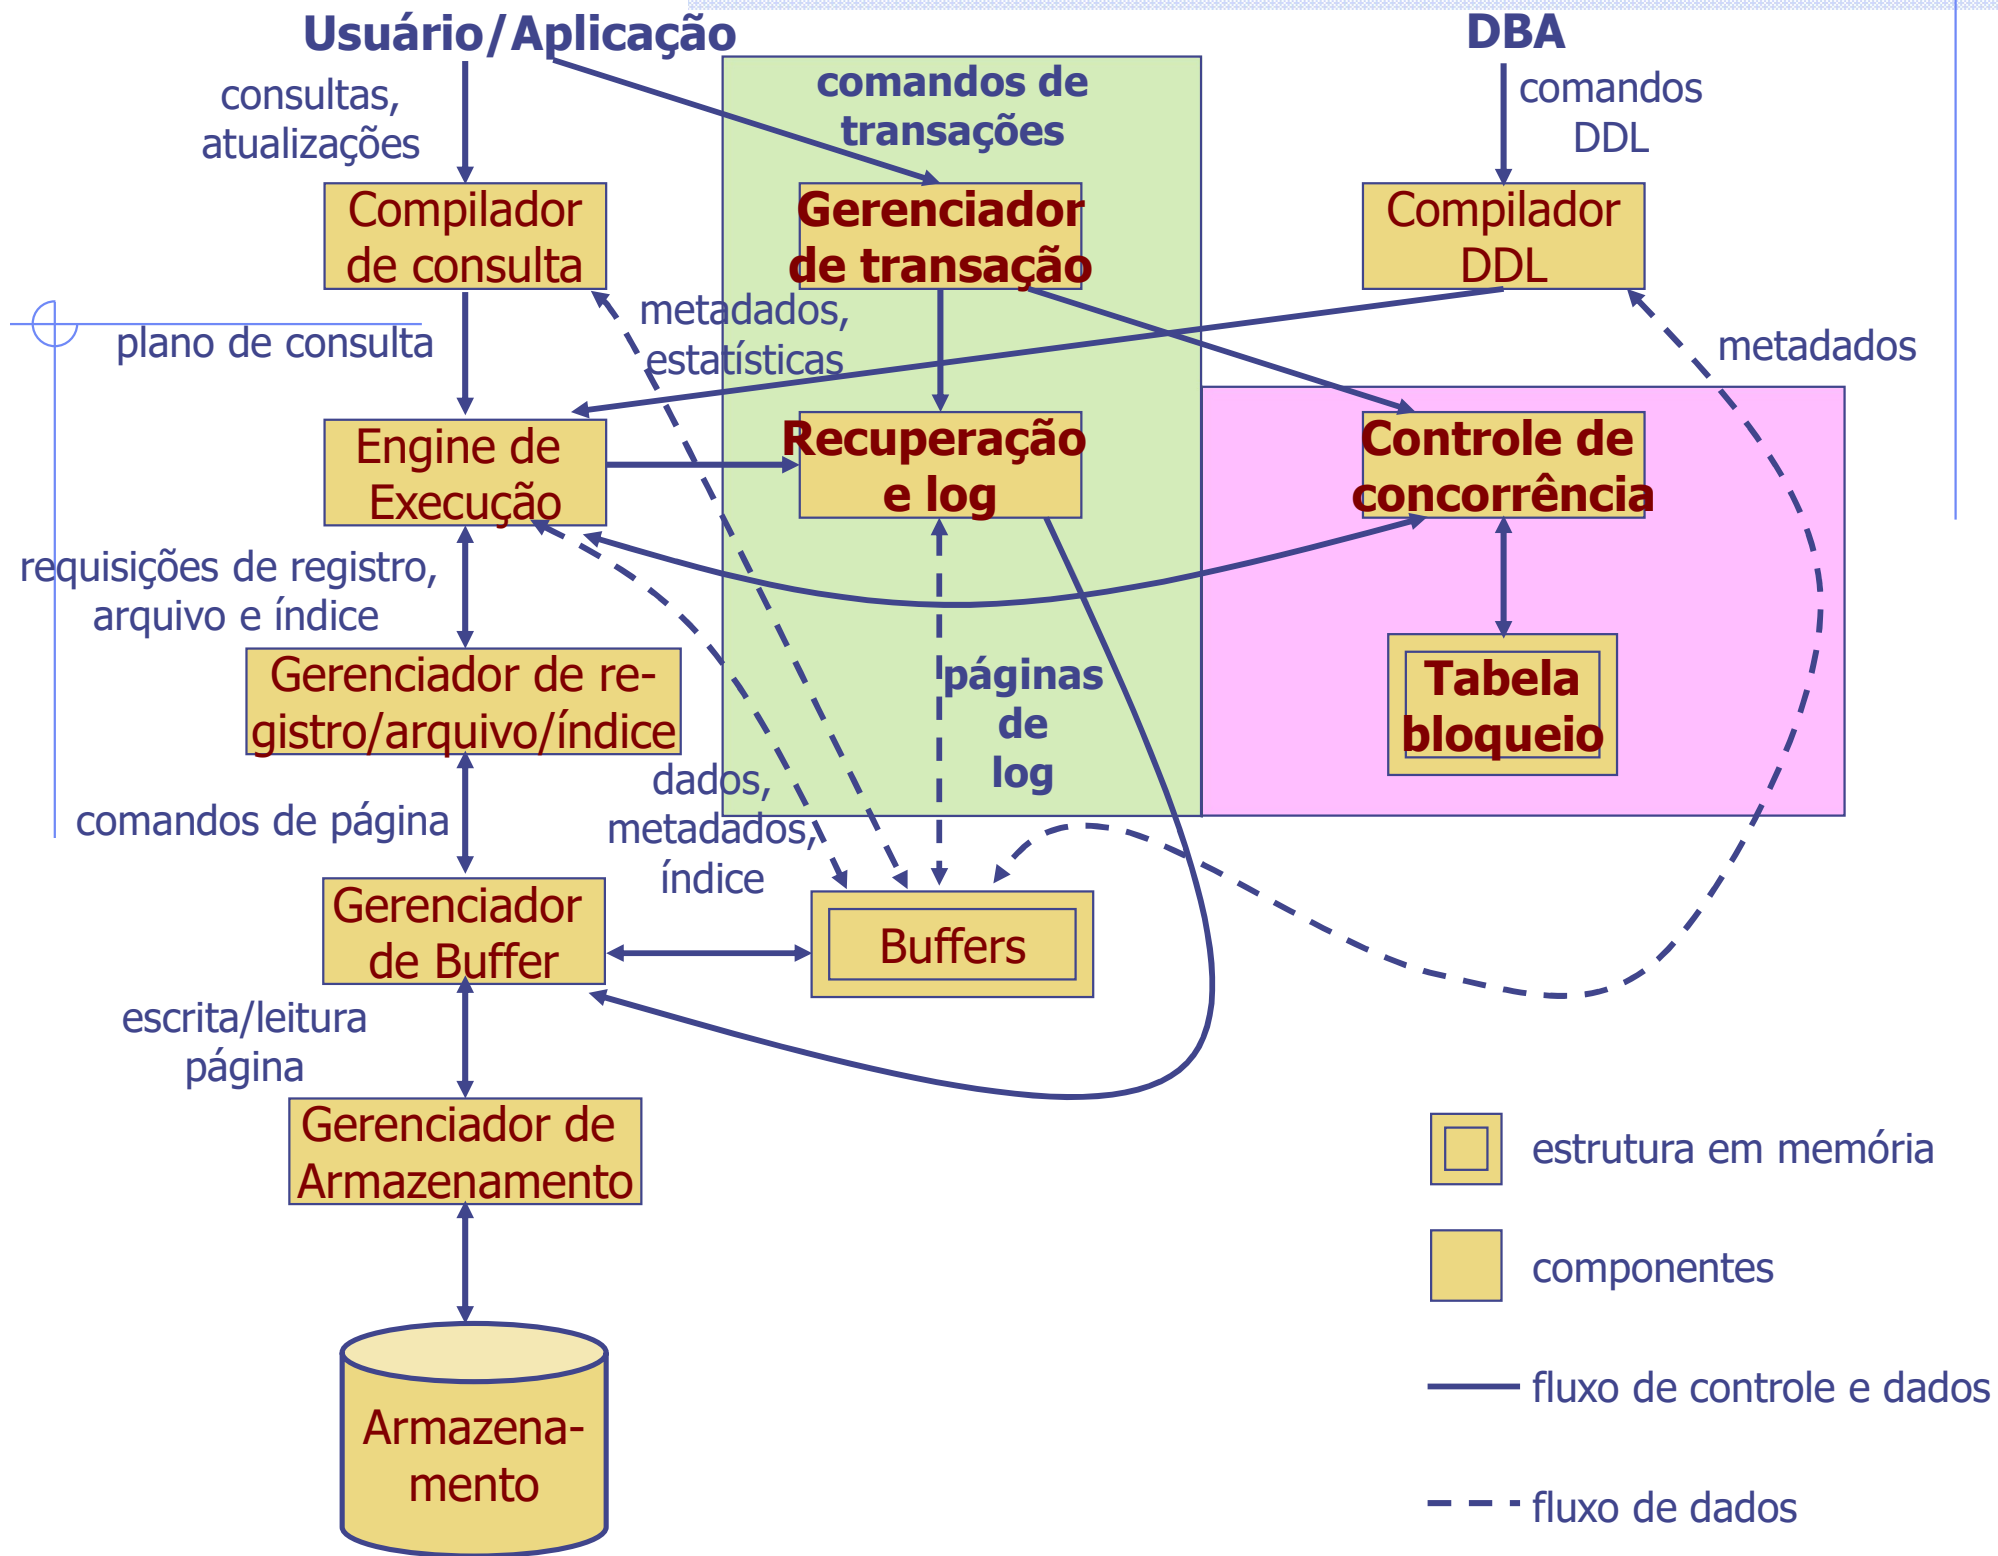 Usuário/Aplicação
DBA
consultas,
atualizações
comandos de
transações
comandos
DDL
Compilador
de consulta
Gerenciador
de transação
Compilador
DDL
plano de consulta
metadados,
estatísticas
metadados
Engine de
Execução
Recuperação
e log
Controle de
concorrência
requisições de registro,
arquivo e índice
Gerenciador de re-
gistro/arquivo/índice
páginas
de
log
Tabela
bloqueio
comandos de página
dados,
metadados,
índice
Gerenciador
de Buffer
Buffers
escrita/leitura
página
Gerenciador de
Armazenamento
Armazena-
mento
estrutura em memória
componentes
fluxo de controle e dados
fluxo de dados